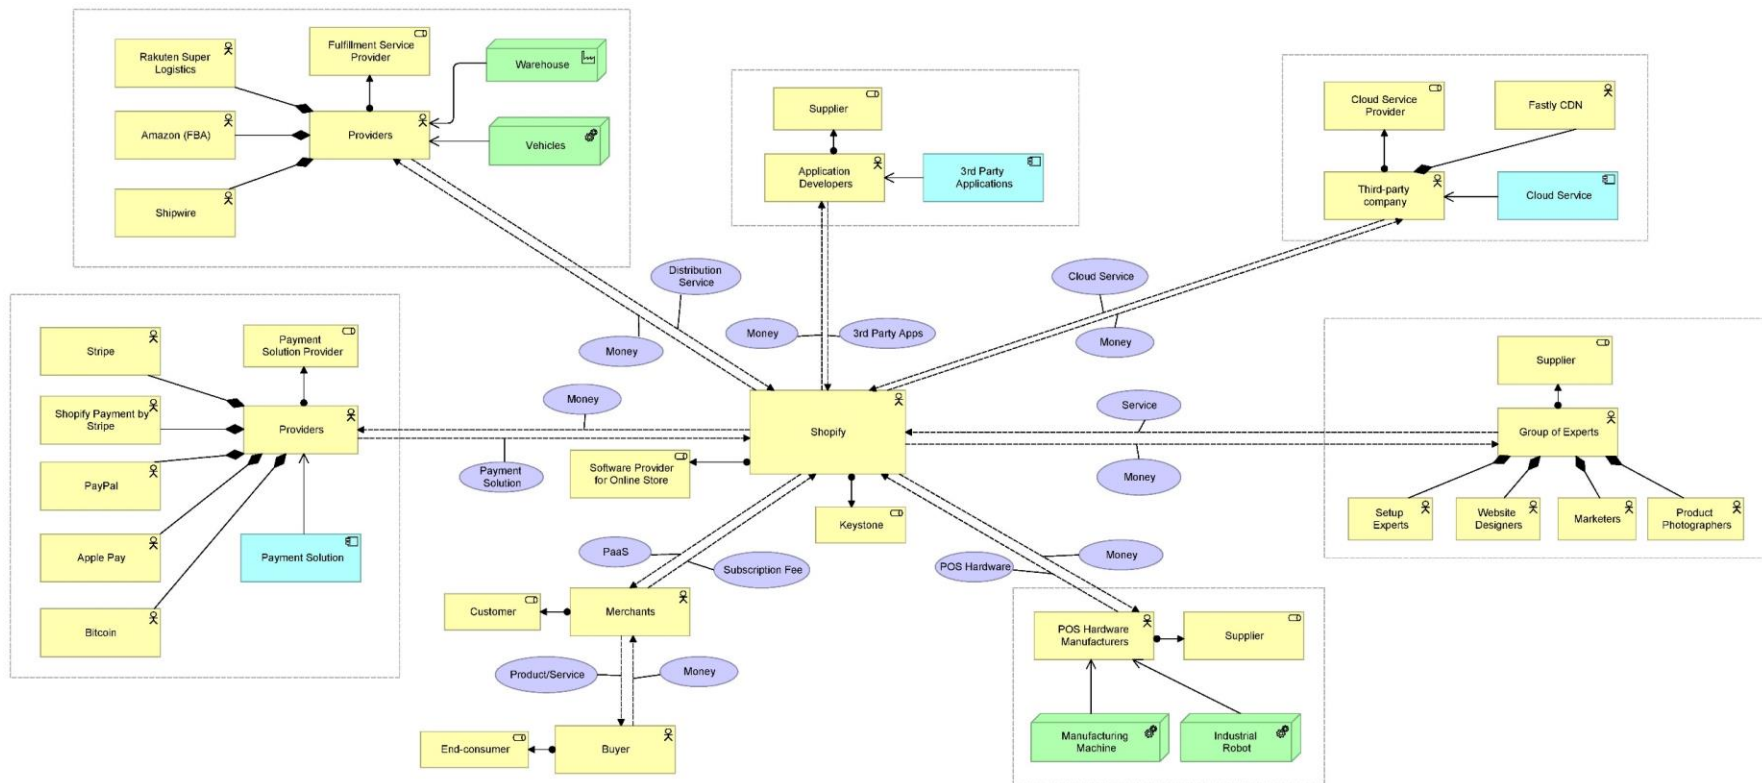 Rakuten Super
Logistics
Fulfillment Service
Provider
Warehouse
Amazon (FBA)
Providers
Vehicles
Shipwire
Supplier
Application
Developers
3rd Party
Applications
Cloud Service
Provider
Fastly CDN
Third-party
company
Cloud Service
Distribution
Service
Money
Money
3rd Party Apps
Cloud Service
Money
Stripe
Payment
Solution Provider
Shopify Payment by
Stripe
Providers
PayPal
Apple Pay
Payment Solution
Bitcoin
Money
Payment
Solution
Shopify
Software Provider
for Online Store
Keystone
Service
Money
Supplier
Group of Experts
Setup
Experts
Website
Designers
Marketers
Product
Photographers
PaaS
Subscription Fee
Customer
Merchants
Product/Service
Money
End-consumer
Buyer
POS Hardware
Money
POS Hardware
Manufacturers
Supplier
Manufacturing
Machine
Industrial
Robot